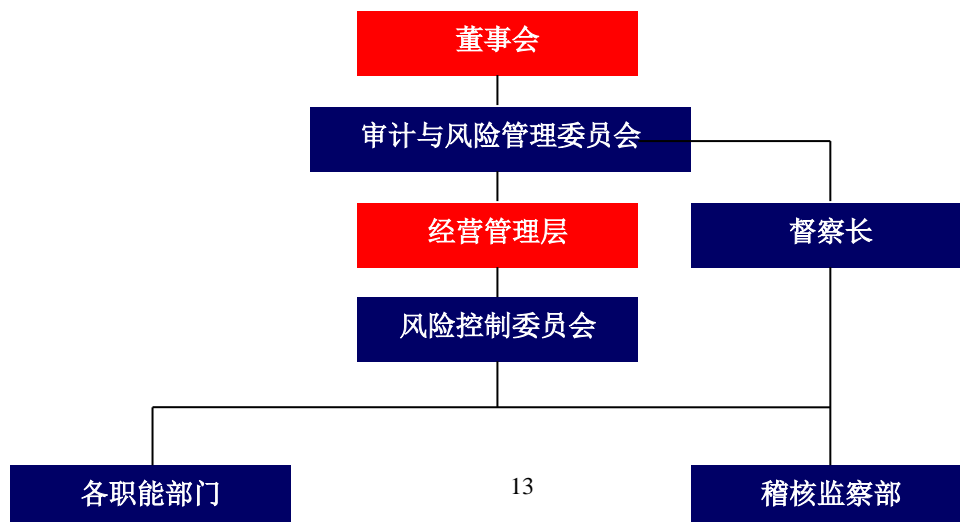 董事会
审计与风险管理委员会
经营管理层
督察长
风险控制委员会
各职能部门
13
稽核监察部